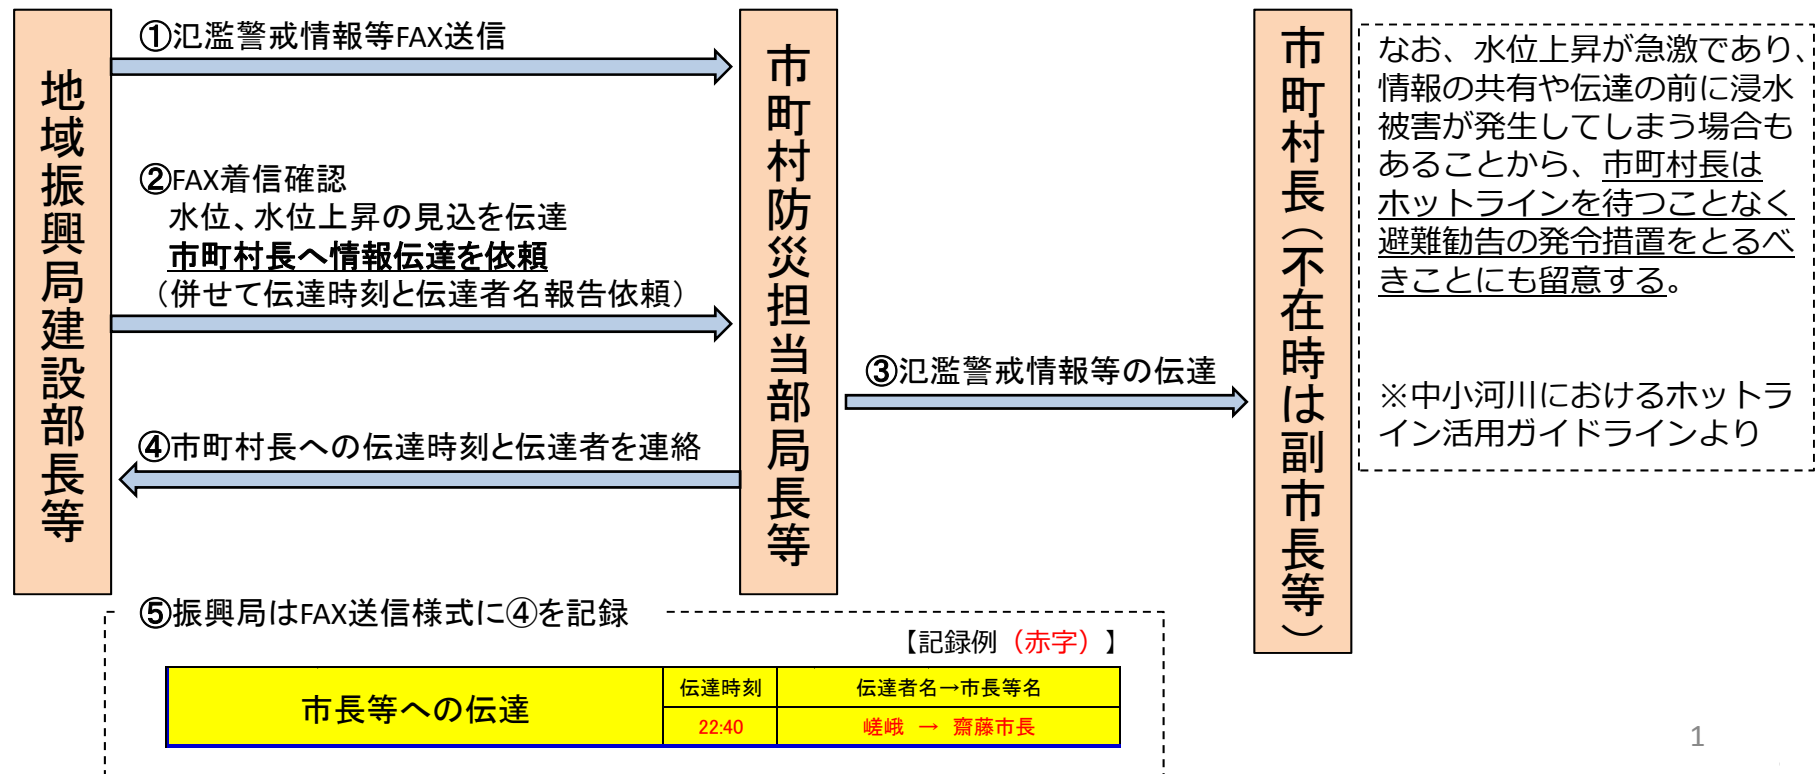 地域振興局建設部長等
①氾濫警戒情報等FAX送信
②FAX着信確認
水位、水位上昇の見込を伝達
市町村長へ情報伝達を依頼
（併せて伝達時刻と伝達者名報告依頼）
④市町村長への伝達時刻と伝達者を連絡
市町村防災担当部局長等
③氾濫警戒情報等の伝達
市町村長（不在時は副市長等）
なお、水位上昇が急激であり、
情報の共有や伝達の前に浸水
被害が発生してしまう場合も
あることから、市町村長は
ホットラインを待つことなく
避難勧告の発令措置をとるべ
きことにも留意する。
※中小河川におけるホットラ
イン活用ガイドラインより
⑤振興局はFAX送信様式に④を記録
【記録例（赤字）】
市長等への伝達
伝達時刻 伝達者名→市長等名
22:40 嵯峨 → 齋藤市長
1